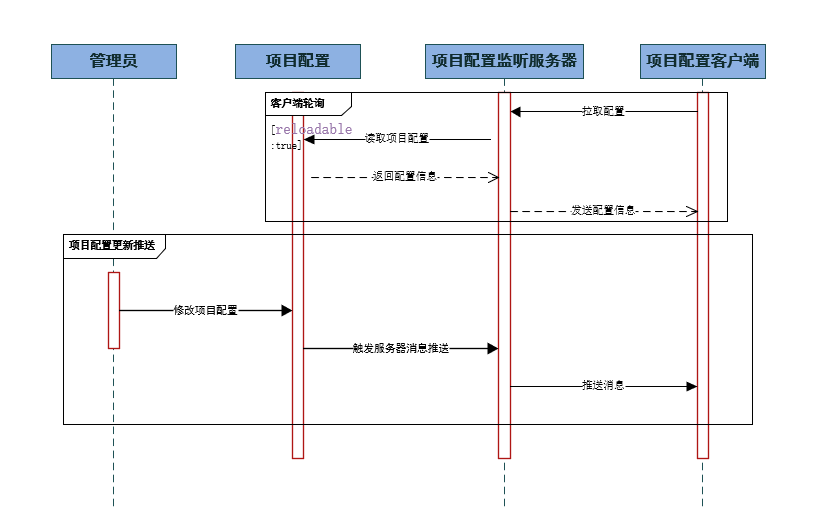 管理员
项目配置
项目配置监听服务器
项目配置客户端
客户端轮询
拉取配置
[reloadable
:true]
读取项目配置
返回配置信息
发送配置信息
项目配置更新推送
修改项目配置
触发服务器消息推送
推送消息